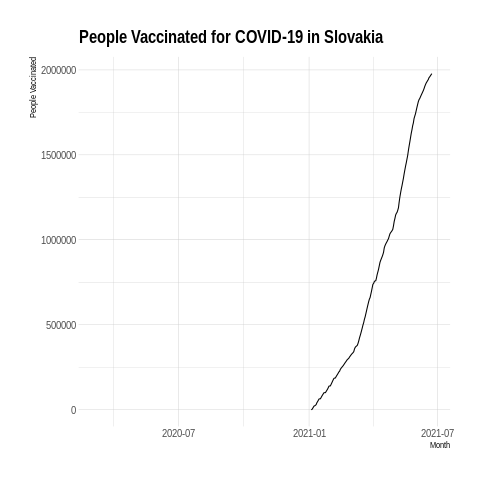 People Vaccinated for COVID-19 in Slovakia
People Vaccinated
2000000
1500000
1000000
500000
0
2020-07
2021-01
2021-07
Month